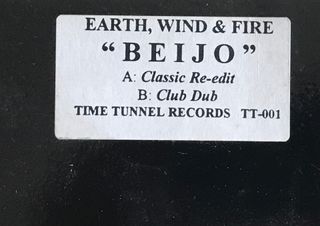 EARTH, WIND & FIRE
“BEIJO”
A: Classic Re-edit
B: Club Dub
TIME TUNNEL RECORDS TT-001